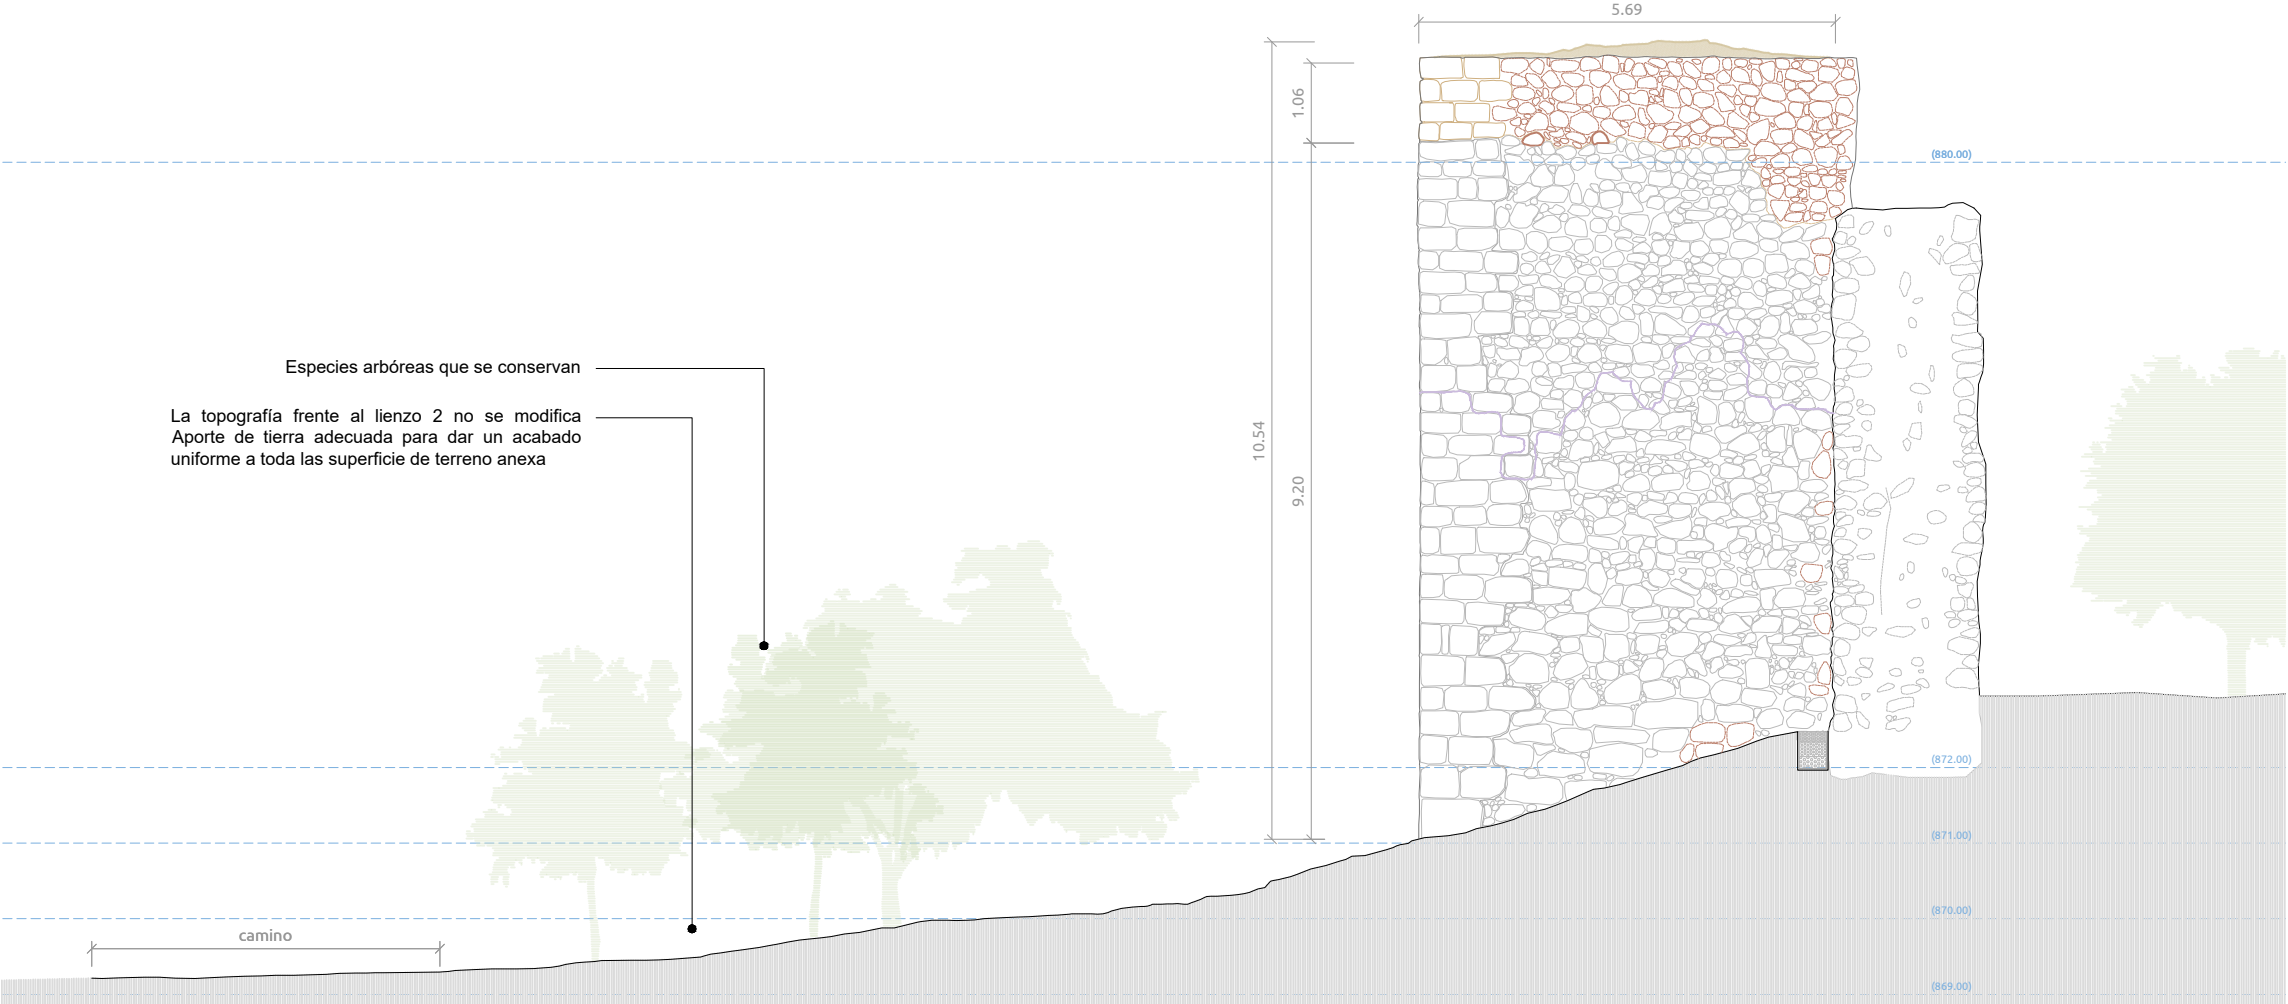 5.69
1.06
(880.00)
Especies arbóreas que se conservan
La topografía frente al lienzo 2 no se modifica
Aporte de tierra adecuada para dar un acabado
uniforme a toda las superficie de terreno anexa
10.54
9.20
(872.00)
(871.00)
(870.00)
camino
(869.00)